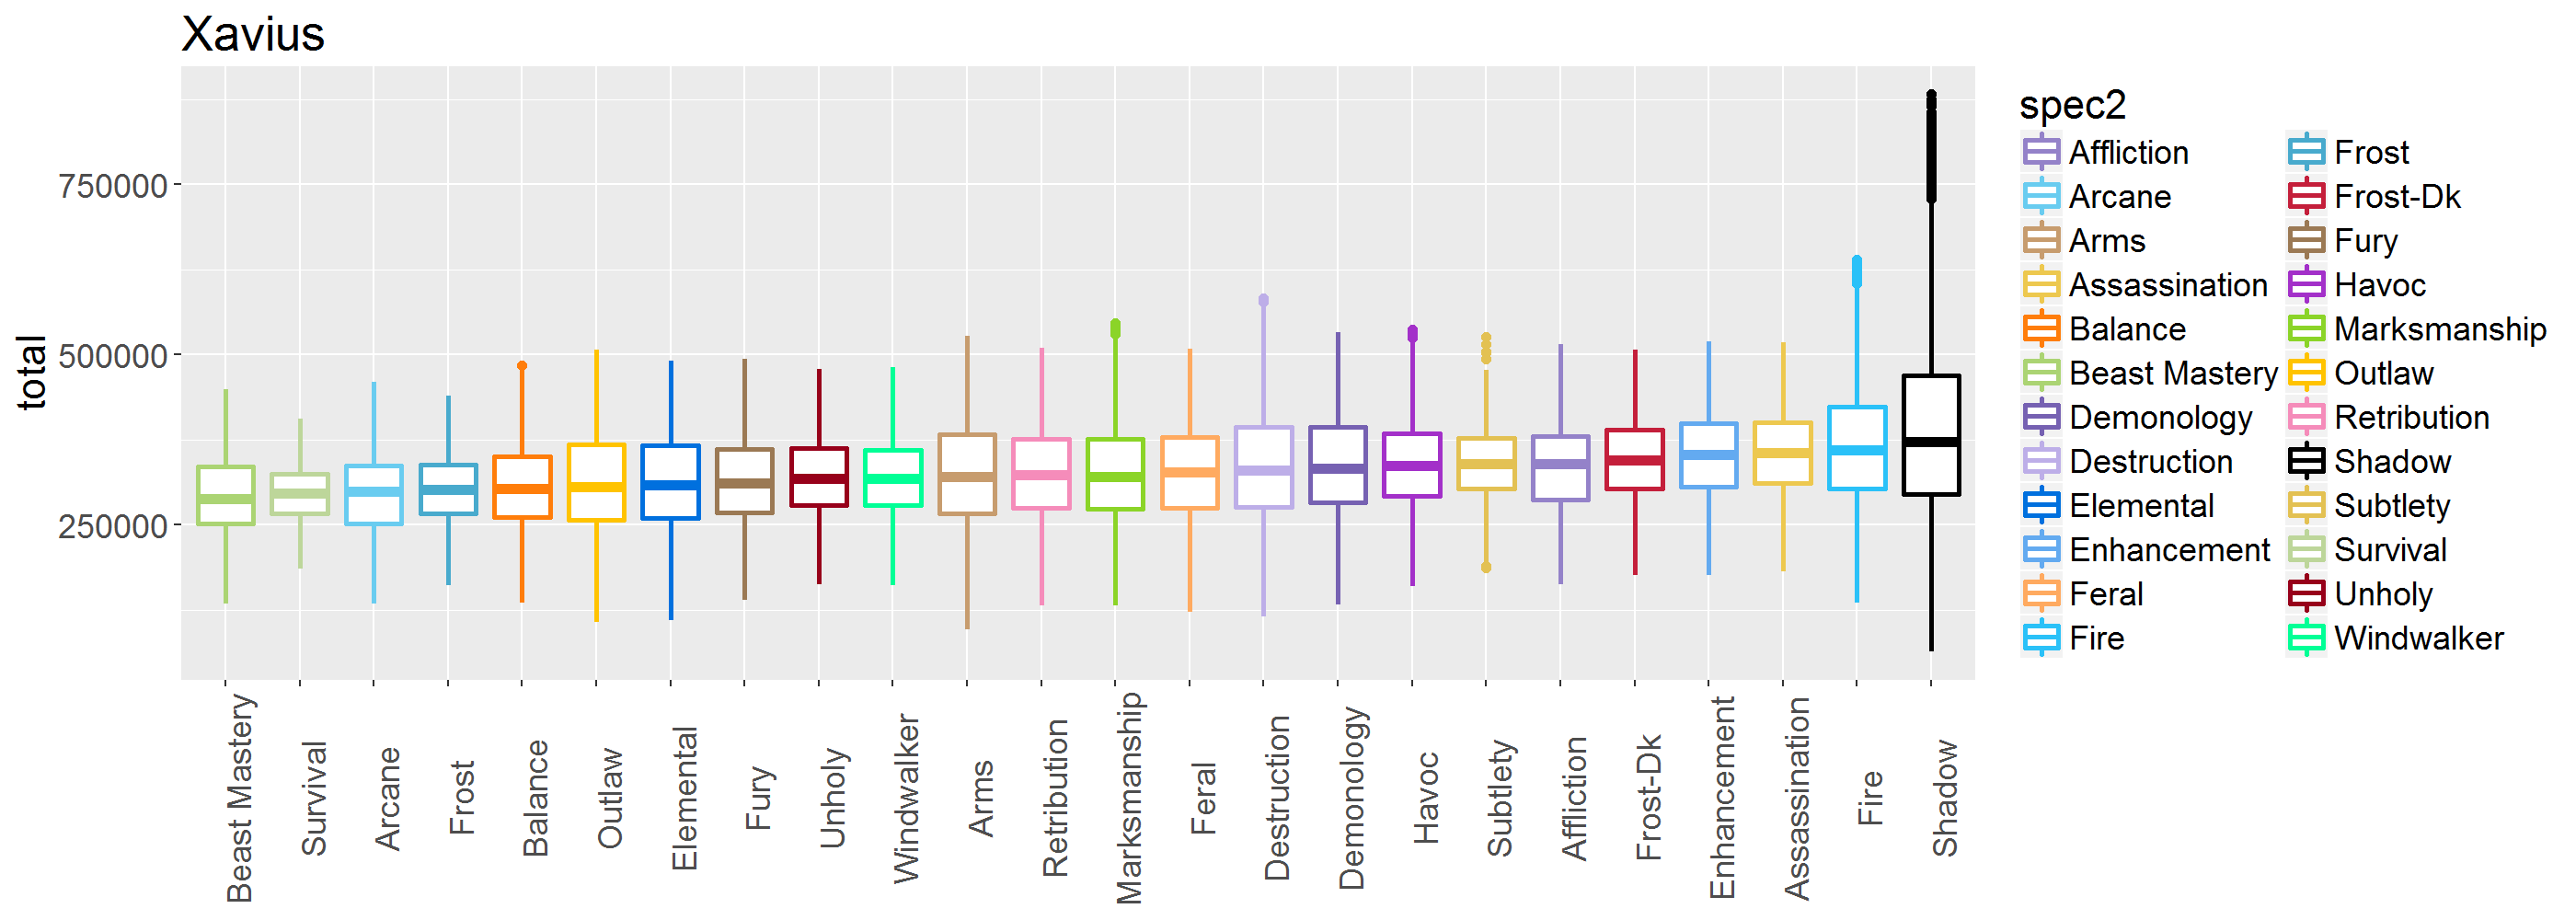 Xavius
total
750000
500000
250000
Beast Mastery
Survival
Arcane
Frost
Balance
Outlaw
Elemental
Fury
Unholy
Windwalker
Arms
Retribution
Marksmanship
Feral
Destruction
Demonology
Havoc
Subtlety
Affliction
Frost-Dk
Enhancement
Assassination
Fire
Shadow
spec2
Affliction
Arcane
Arms
Assassination
Balance
Beast Mastery
Demonology
Destruction
Elemental
Enhancement
Feral
Fire
Frost
Frost-Dk
Fury
Havoc
Marksmanship
Outlaw
Retribution
Shadow
Subtlety
Survival
Unholy
Windwalker